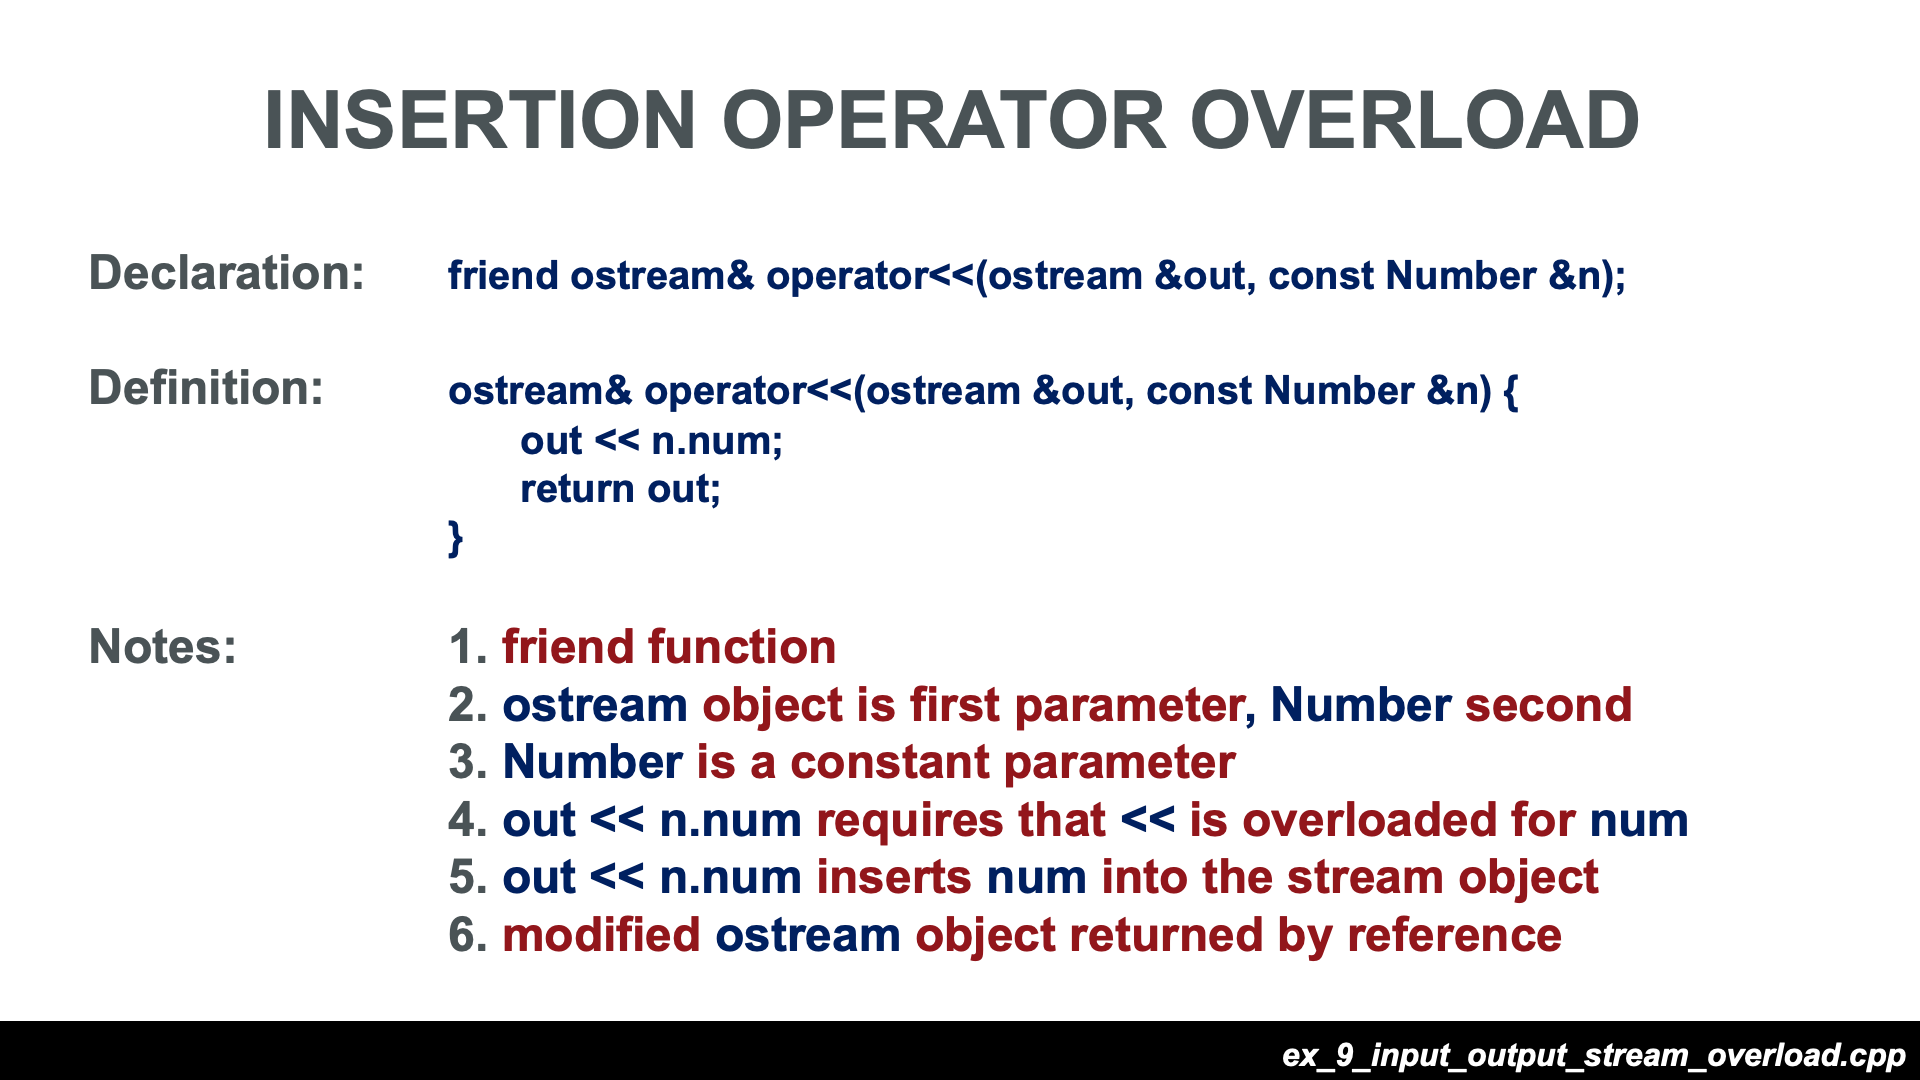 INSERTION OPERATOR OVERLOAD
Declaration: friend ostream& operator<<(ostream &out, const Number &n);
Definition: ostream& operator<<(ostream &out, const Number &n) {
out << n.num;
return out;
}
Notes: 1. friend function
2. ostream object is first parameter, Number second
3. Number is a constant parameter
4. out << n.num requires that << is overloaded for num
5. out << n.num inserts num into the stream object
6. modified ostream object returned by reference
ex_9_input_output_stream_overload.cpp